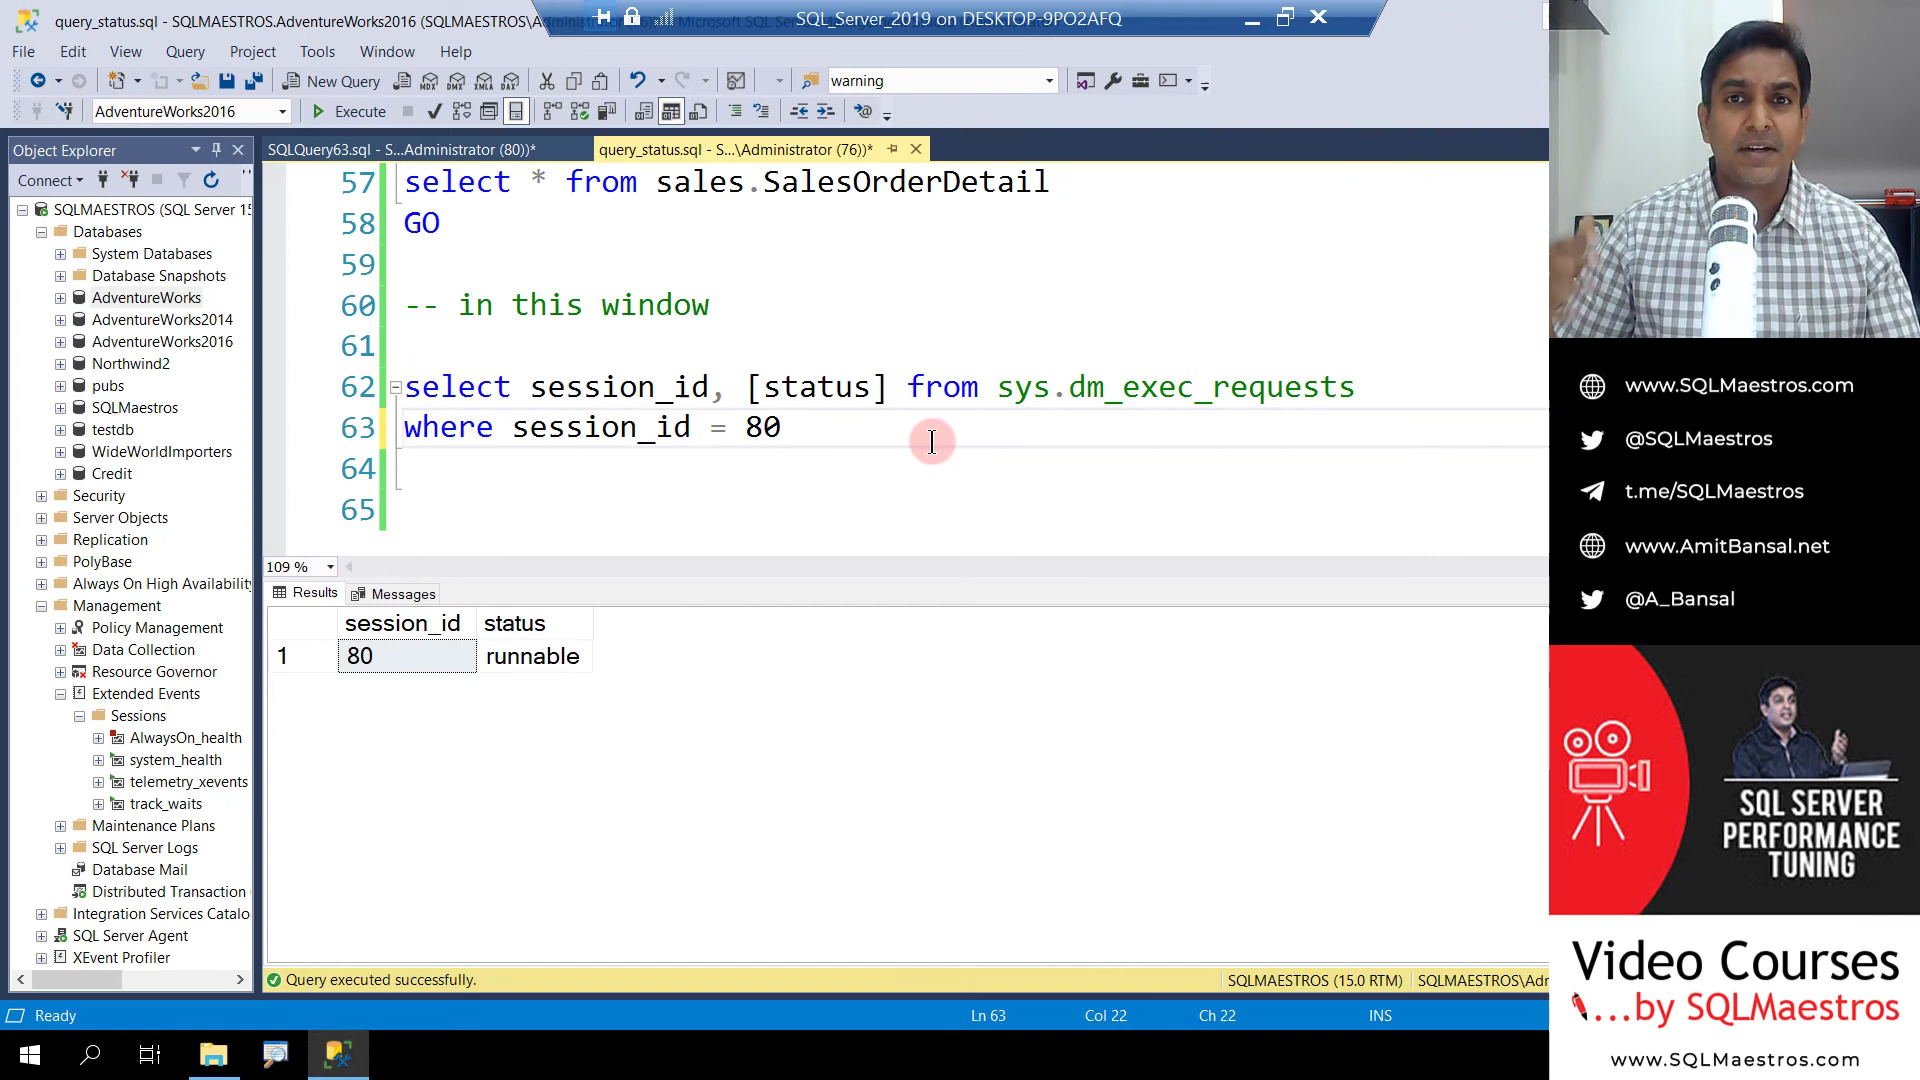 query_status.sql - SQLMAESTROS.AdventureWorks2016 (SQLMAESTROS\Admini
SQL_Server_2019 on DESKTOP-9PO2AFQ
File Edit View Query Project Tools Window Help
New Query MDX DMX XMLA DAX warning
AdventureWorks2016 Execute
Object Explorer
SQLQuery63.sql - S...Administrator (80))*
query_status.sql - S...\Administrator (76))*
Connect
SQLMAESTROS (SQL Server 15
Databases
System Databases
Database Snapshots
AdventureWorks
AdventureWorks2014
AdventureWorks2016
Northwind2
pubs
SQLMaestros
testdb
WideWorldImporters
Credit
Security
Server Objects
Replication
PolyBase
Always On High Availabilit
Management
Policy Management
Data Collection
Resource Governor
Extended Events
Sessions
AlwaysOn_health
system_health
telemetry_xevents
track_waits
Maintenance Plans
SQL Server Logs
Database Mail
Distributed Transaction
Integration Services Catalo
SQL Server Agent
XEvent Profiler
57 select * from sales.SalesOrderDetail
58 GO
59
60 -- in this window
61
62 select session_id, [status] from sys.dm_exec_requests
63 where session_id = 80
64
65
109 %
Results Messages
session_id status
1 80 runnable
Query executed successfully.
SQLMAESTROS (15.0 RTM) SQLMAESTROS\Adm
Ready Ln 63 Col 22 Ch 22 INS
www.SQLMaestros.com
@SQLMaestros
t.me/SQLMaestros
www.AmitBansal.net
@A_Bansal
SQL SERVER
PERFORMANCE
TUNING
Video Courses
...by SQLMaestros
www.SQLMaestros.com